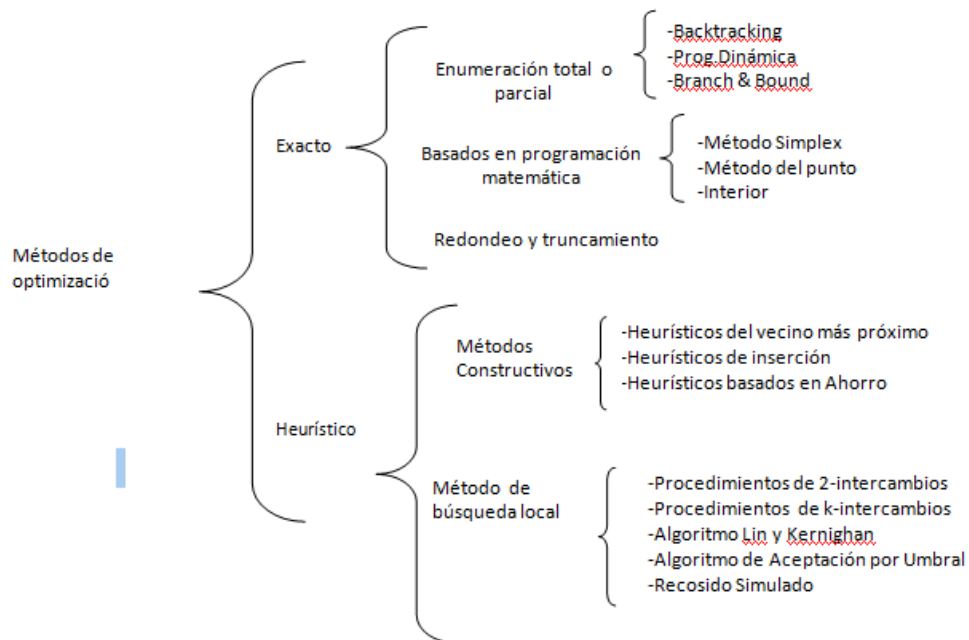 Métodos de
optimizació
Exacto
Enumeración total o
parcial
-Backtracking
-Prog.Dinámica
-Branch & Bound
Basados en programación
matemática
-Método Simplex
-Método del punto
-Interior
Redondeo y truncamiento
Heurístico
Métodos
Constructivos
-Heurísticos del vecino más próximo
-Heurísticos de inserción
-Heurísticos basados en Ahorro
Método de
búsqueda local
-Procedimientos de 2-intercambios
-Procedimientos de k-intercambios
-Algoritmo Lin y Kernighan
-Algoritmo de Aceptación por Umbral
-Recosido Simulado